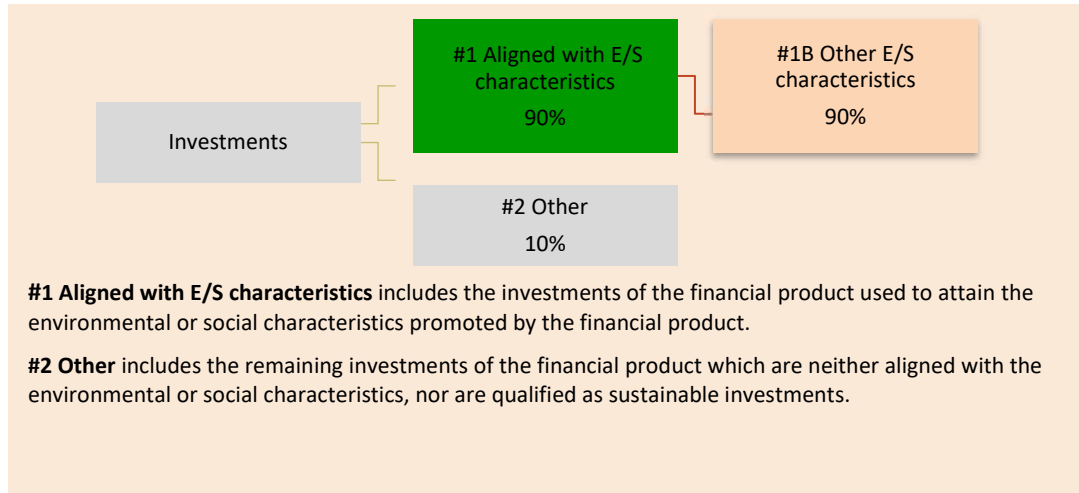 #1 Aligned with E/S
characteristics
90%
#1B Other E/S
characteristics
90%
Investments
#2 Other
10%
#1 Aligned with E/S characteristics includes the investments of the financial product used to attain the
environmental or social characteristics promoted by the financial product.
#2 Other includes the remaining investments of the financial product which are neither aligned with the
environmental or social characteristics, nor are qualified as sustainable investments.